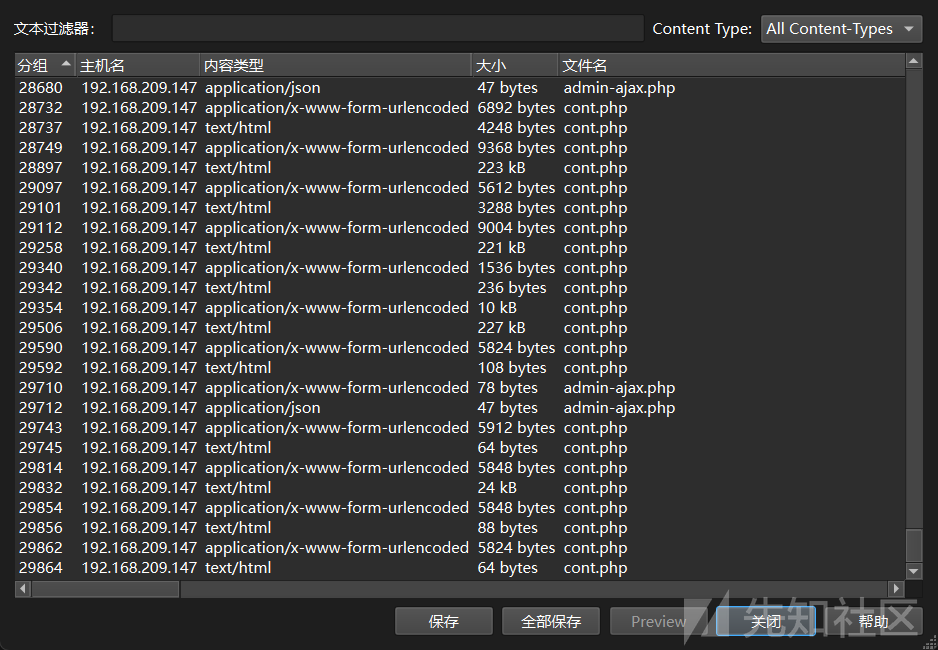 文本过滤器： Content Type: All Content-Types
分组 主机名 内容类型 大小 文件名
28680 192.168.209.147 application/json 47 bytes admin-ajax.php
28732 192.168.209.147 application/x-www-form-urlencoded 6892 bytes cont.php
28737 192.168.209.147 text/html 4248 bytes cont.php
28749 192.168.209.147 application/x-www-form-urlencoded 9368 bytes cont.php
28897 192.168.209.147 text/html 223 kB cont.php
29097 192.168.209.147 application/x-www-form-urlencoded 5612 bytes cont.php
29101 192.168.209.147 text/html 3288 bytes cont.php
29112 192.168.209.147 application/x-www-form-urlencoded 9004 bytes cont.php
29258 192.168.209.147 text/html 221 kB cont.php
29340 192.168.209.147 application/x-www-form-urlencoded 1536 bytes cont.php
29342 192.168.209.147 text/html 236 bytes cont.php
29354 192.168.209.147 application/x-www-form-urlencoded 10 kB cont.php
29506 192.168.209.147 text/html 227 kB cont.php
29590 192.168.209.147 application/x-www-form-urlencoded 5824 bytes cont.php
29592 192.168.209.147 text/html 108 bytes cont.php
29710 192.168.209.147 application/x-www-form-urlencoded 78 bytes admin-ajax.php
29712 192.168.209.147 application/json 47 bytes admin-ajax.php
29743 192.168.209.147 application/x-www-form-urlencoded 5912 bytes cont.php
29745 192.168.209.147 text/html 64 bytes cont.php
29814 192.168.209.147 application/x-www-form-urlencoded 5848 bytes cont.php
29832 192.168.209.147 text/html 24 kB cont.php
29854 192.168.209.147 application/x-www-form-urlencoded 5848 bytes cont.php
29856 192.168.209.147 text/html 88 bytes cont.php
29862 192.168.209.147 application/x-www-form-urlencoded 5824 bytes cont.php
29864 192.168.209.147 text/html 64 bytes cont.php
保存 全部保存 Preview 关闭 帮助
先知社区